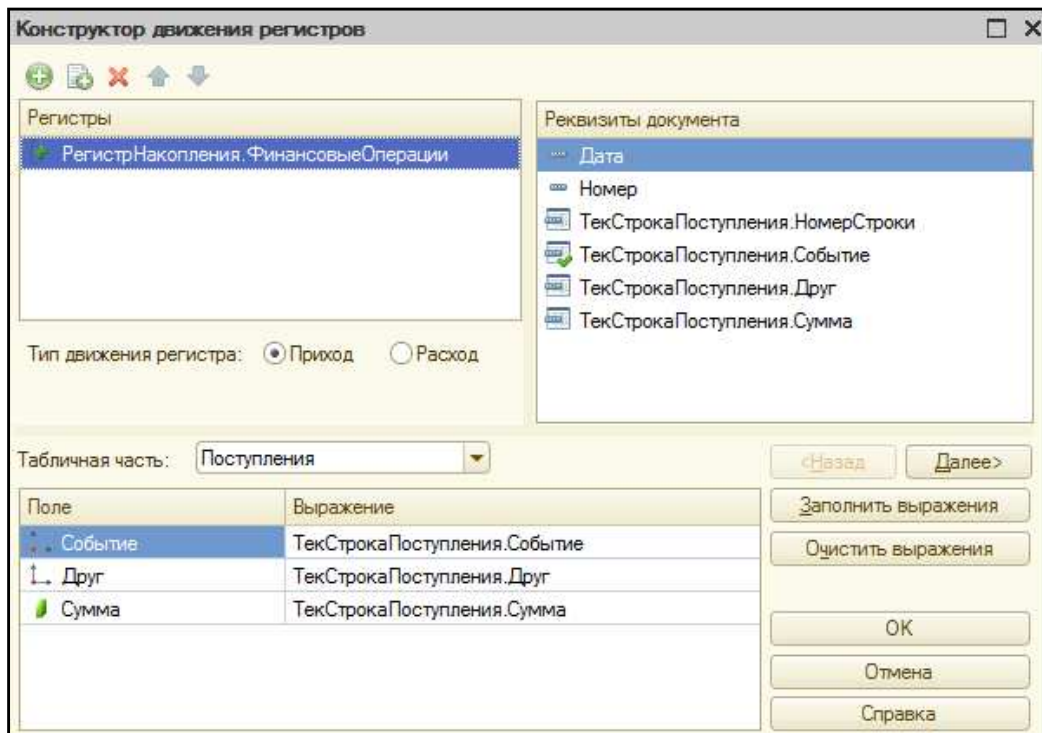 Конструктор движения регистров
Регистры
РегистрНакопления.ФинансовыеОперации
Реквизиты документа
Дата
Номер
ТекСтрокаПоступления.НомерСтроки
ТекСтрокаПоступления.Событие
ТекСтрокаПоступления.Друг
ТекСтрокаПоступления.Сумма
Тип движения регистра: Приход Расход
Табличная часть: Поступления
<Назад Далее>
Поле Выражение
Событие ТекСтрокаПоступления.Событие
Друг ТекСтрокаПоступления.Друг
Сумма ТекСтрокаПоступления.Сумма
Заполнить выражения
Очистить выражения
OK
Отмена
Справка